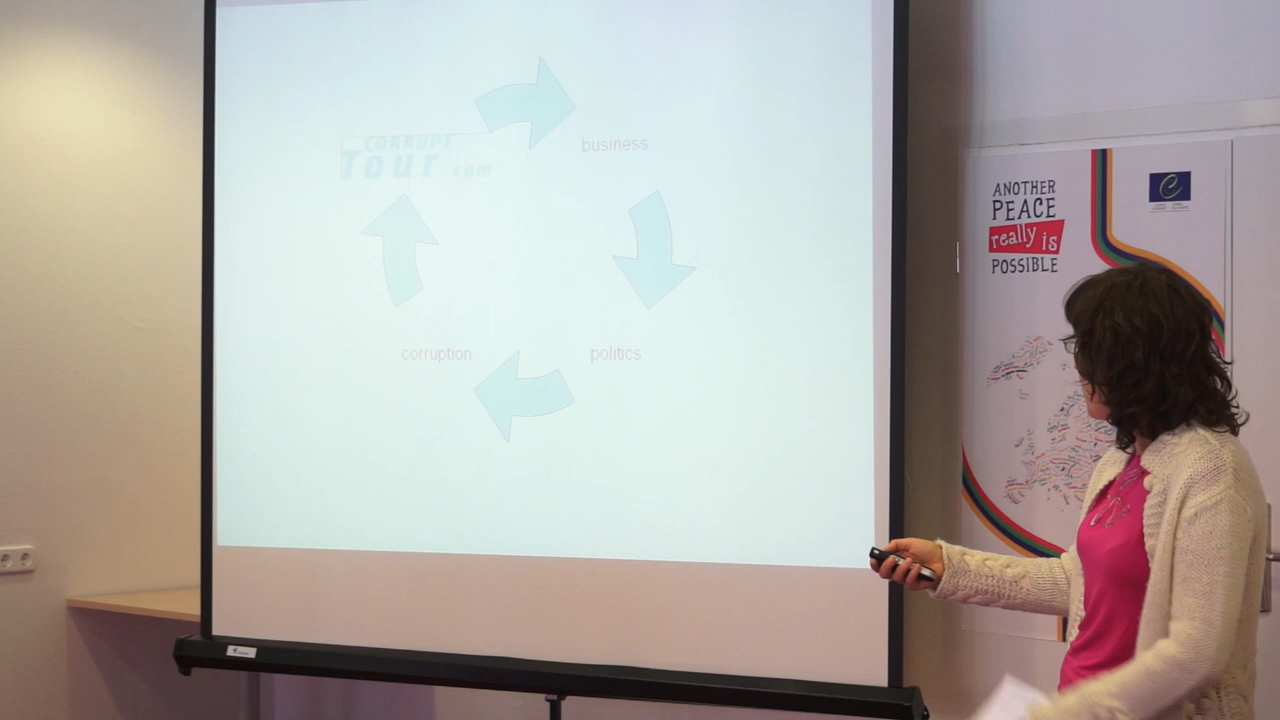 CORRUPT
Tour.com
business
corruption
politics
ANOTHER
PEACE
really is
POSSIBLE